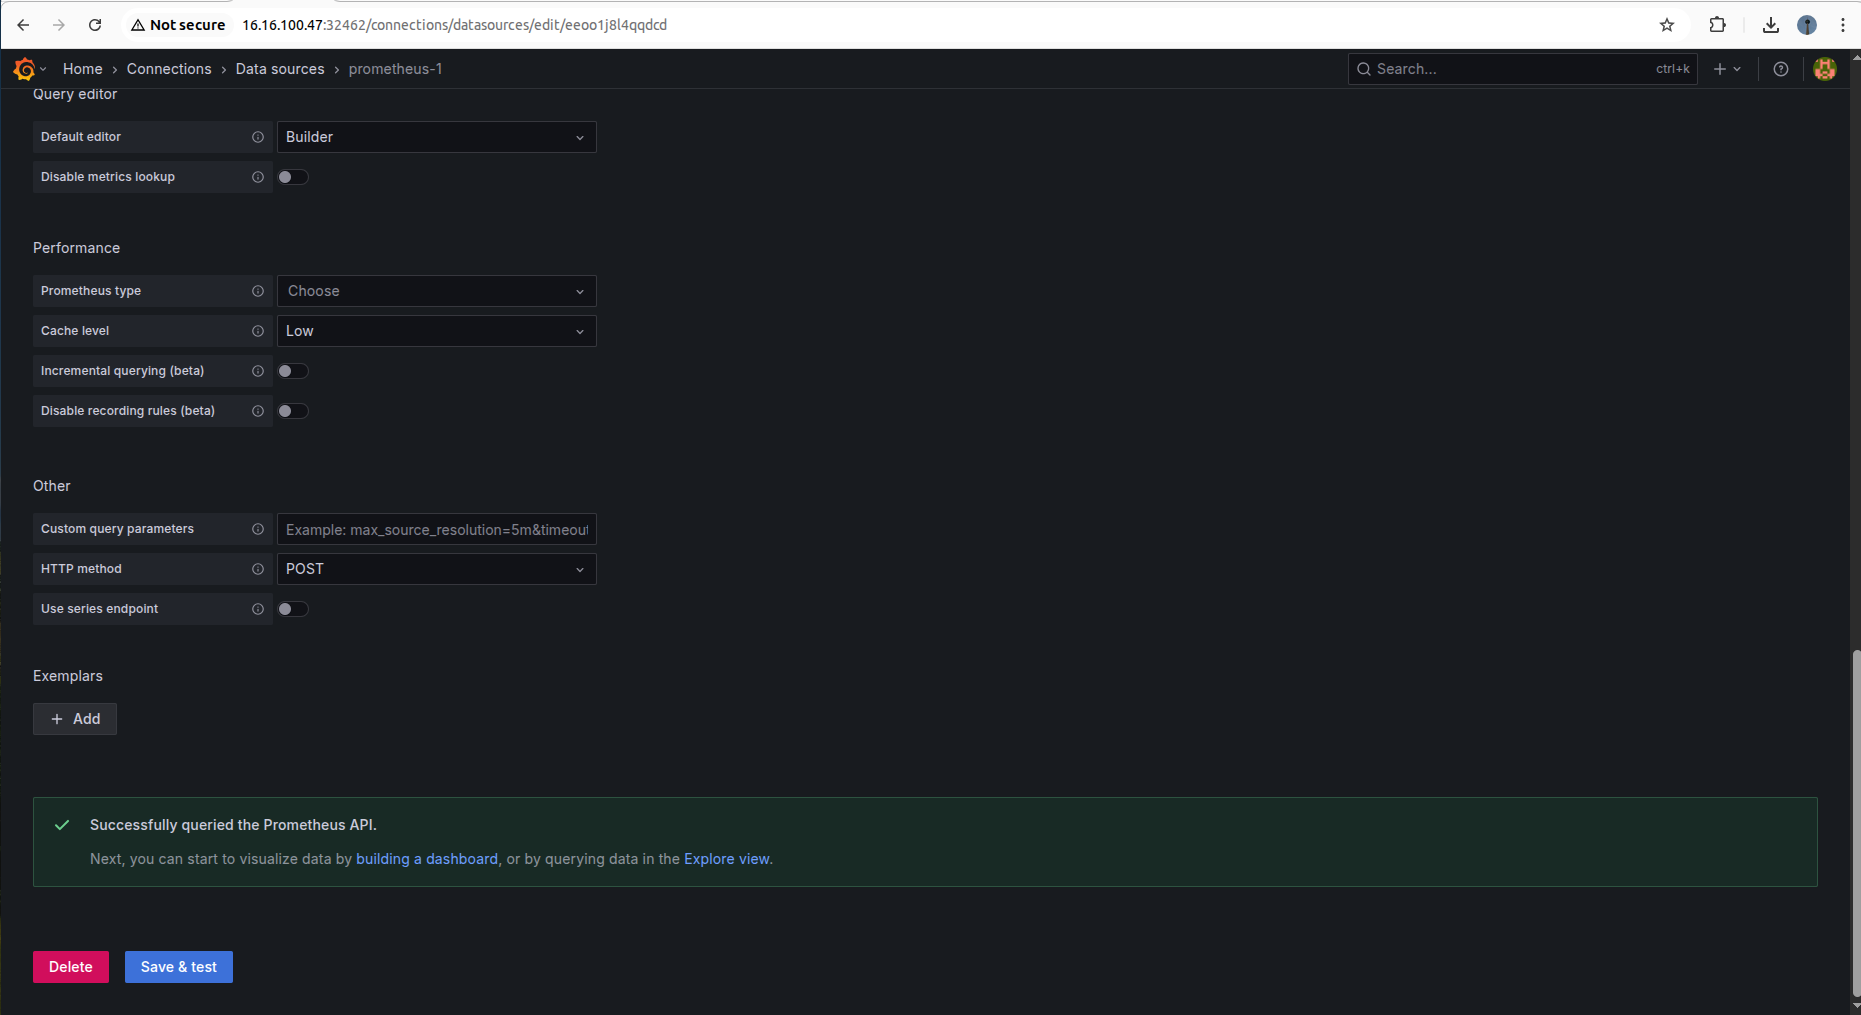 Not secure 16.16.100.47:32462/connections/datasources/edit/eeoo1j8l4qqdcd
Home › Connections › Data sources › prometheus-1 Search... ctrl+k
Query editor
Default editor Builder
Disable metrics lookup
Performance
Prometheus type Choose
Cache level Low
Incremental querying (beta)
Disable recording rules (beta)
Other
Custom query parameters Example: max_source_resolution=5m&timeout
HTTP method POST
Use series endpoint
Exemplars
+ Add
Successfully queried the Prometheus API.
Next, you can start to visualize data by building a dashboard, or by querying data in the Explore view.
Delete Save & test